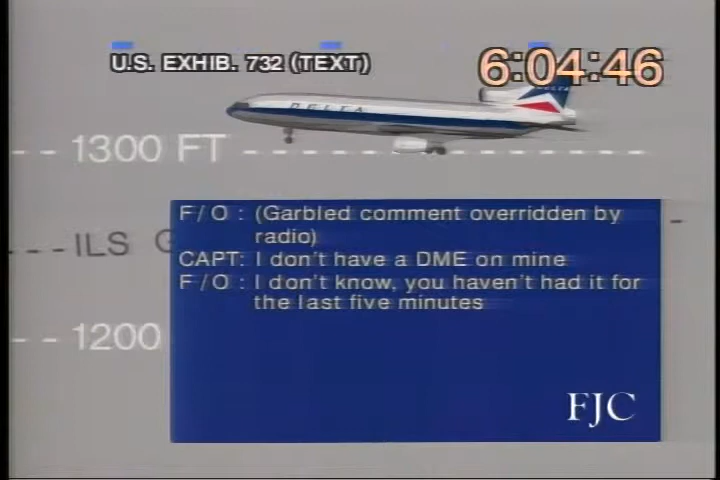 U.S. EXHIB. 732 (TEXT)
6:04:46
DELTA
1300 FT
F/O : (Garbled comment overridden by
radio)
ILS G
CAPT: I don't have a DME on mine
F/O : I don't know, you haven't had it for
the last five minutes
1200
FJC